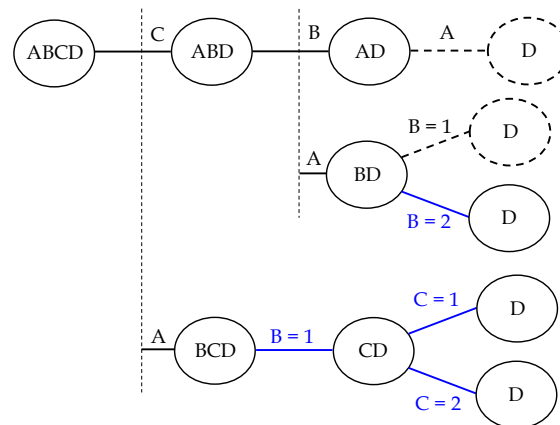 ABCD
C
ABD
B
AD
A
D
B = 1
D
A
BD
B = 2
D
A
BCD
B = 1
CD
C = 1
D
C = 2
D